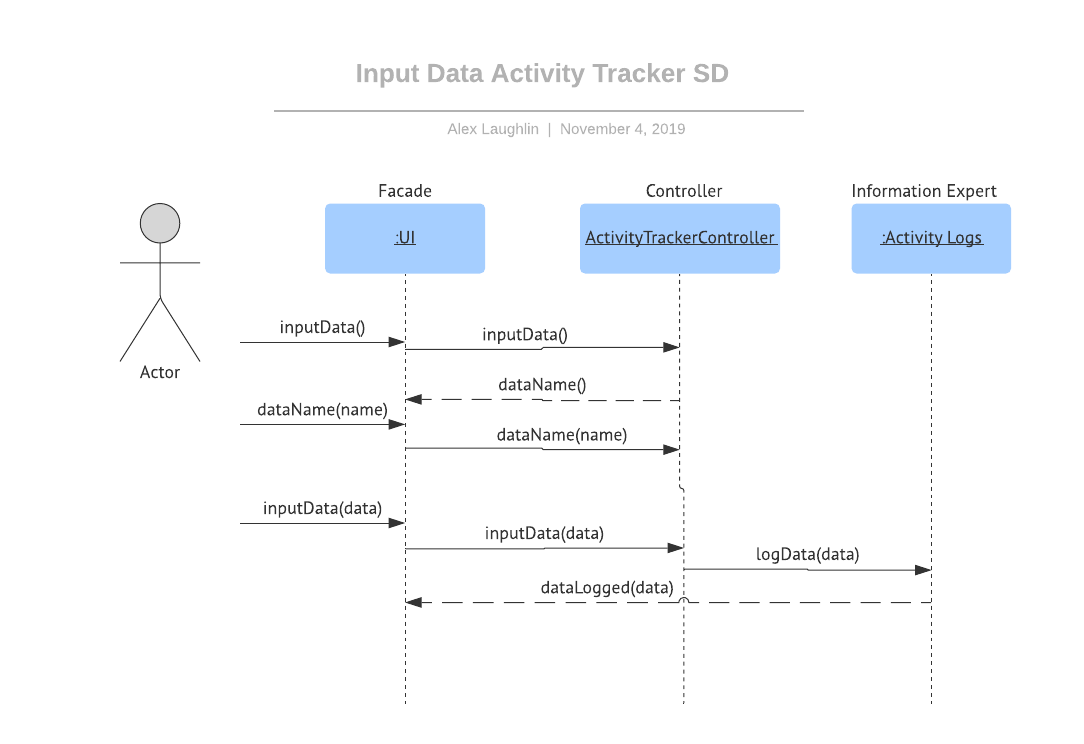 Input Data Activity Tracker SD
Alex Laughlin | November 4, 2019
Facade
Controller
Information Expert
:UI
ActivityTrackerController
:Activity Logs
Actor
inputData()
inputData()
dataName()
dataName(name)
dataName(name)
inputData(data)
inputData(data)
logData(data)
dataLogged(data)